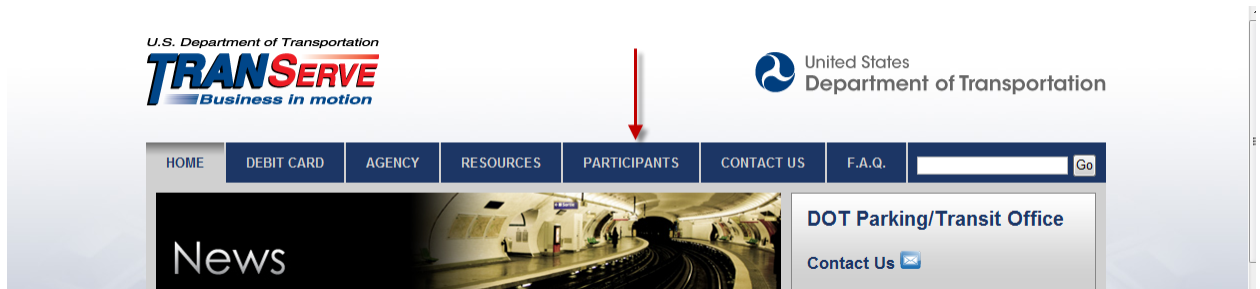 U.S. Department of Transportation
TRANSERVE
Business in motion
United States
Department of Transportation
HOME DEBIT CARD AGENCY RESOURCES PARTICIPANTS CONTACT US F.A.Q. Go
News
DOT Parking/Transit Office
Contact Us